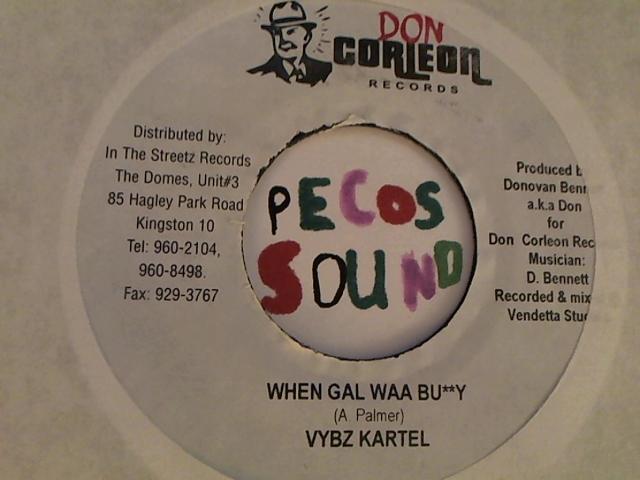 DON
CORLEON
RECORDS
Distributed by:
In The Streetz Records
The Domes, Unit#3
85 Hagley Park Road
Kingston 10
Tel: 960-2104,
960-8498.
Fax: 929-3767
PECOS
SOUND
Produced b
Donovan Benn
a.k.a Don
for
Don Corleon Rec
Musician:
D. Bennett
Recorded & mix
Vendetta Stud
WHEN GAL WAA BU**Y
(A. Palmer)
VYBZ KARTEL